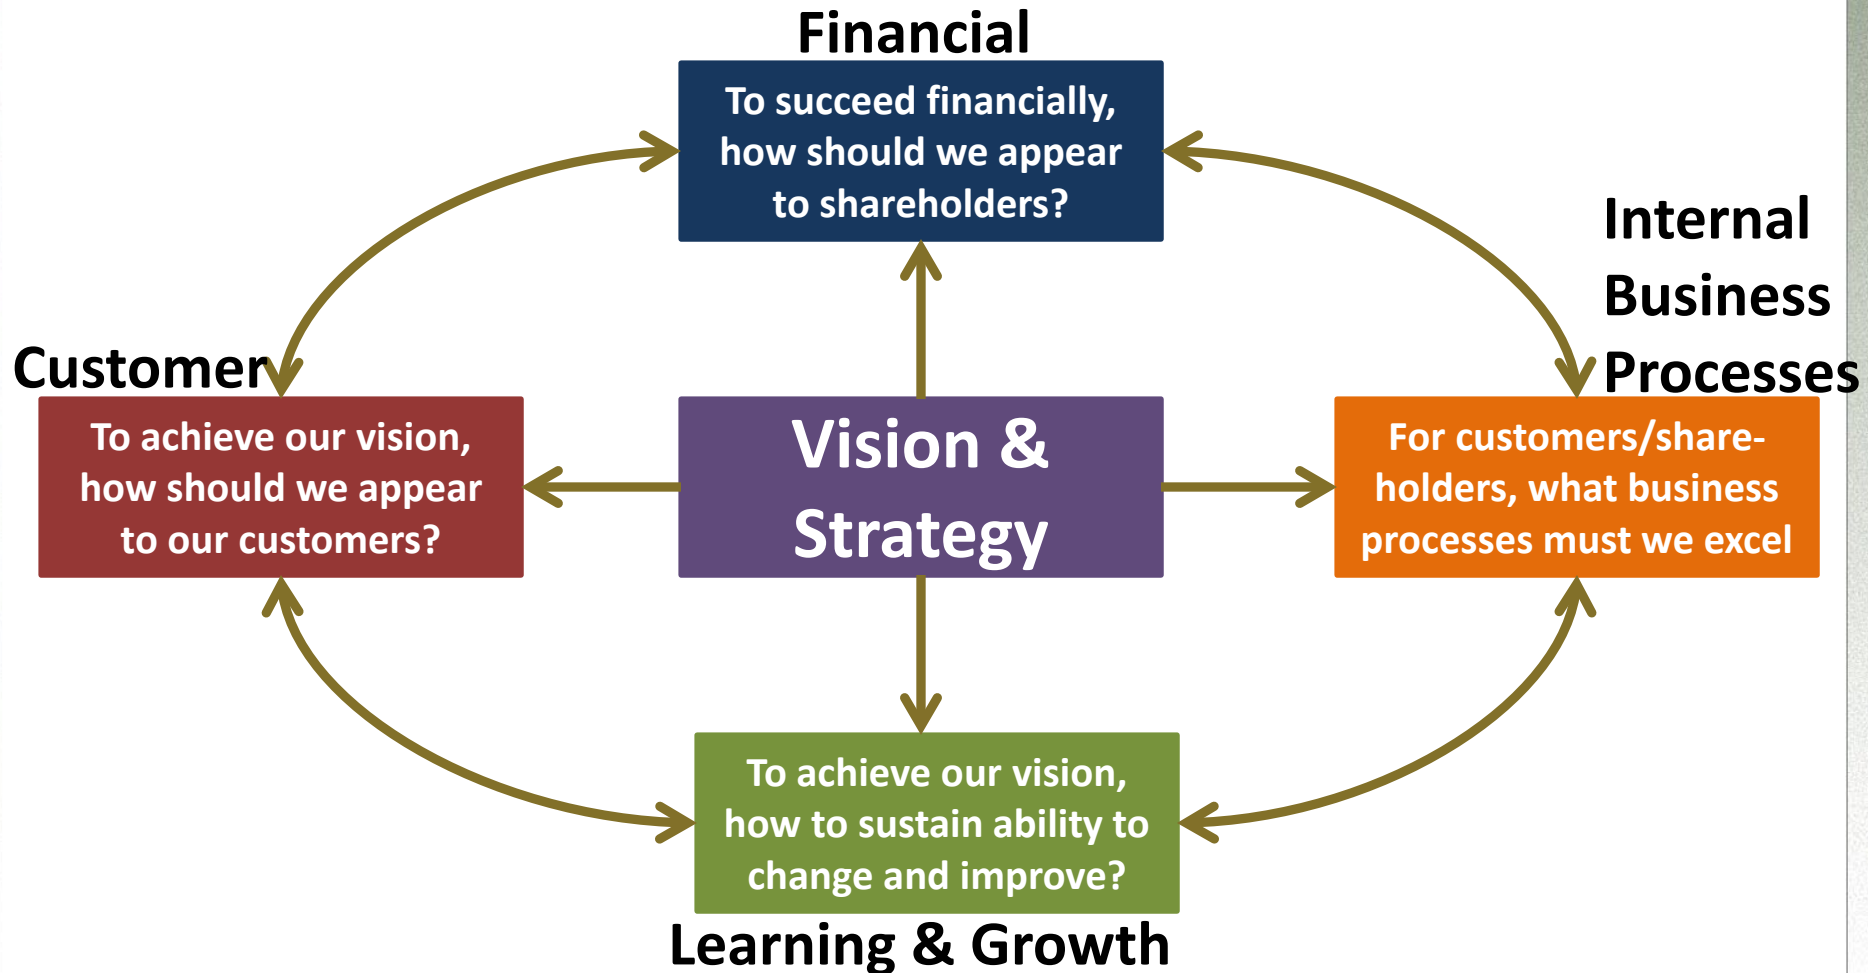 Financial
To succeed financially,
how should we appear
to shareholders?
Internal
Business
Processes
Customer
To achieve our vision,
how should we appear
to our customers?
Vision &
Strategy
For customers/share-
holders, what business
processes must we excel
To achieve our vision,
how to sustain ability to
change and improve?
Learning & Growth